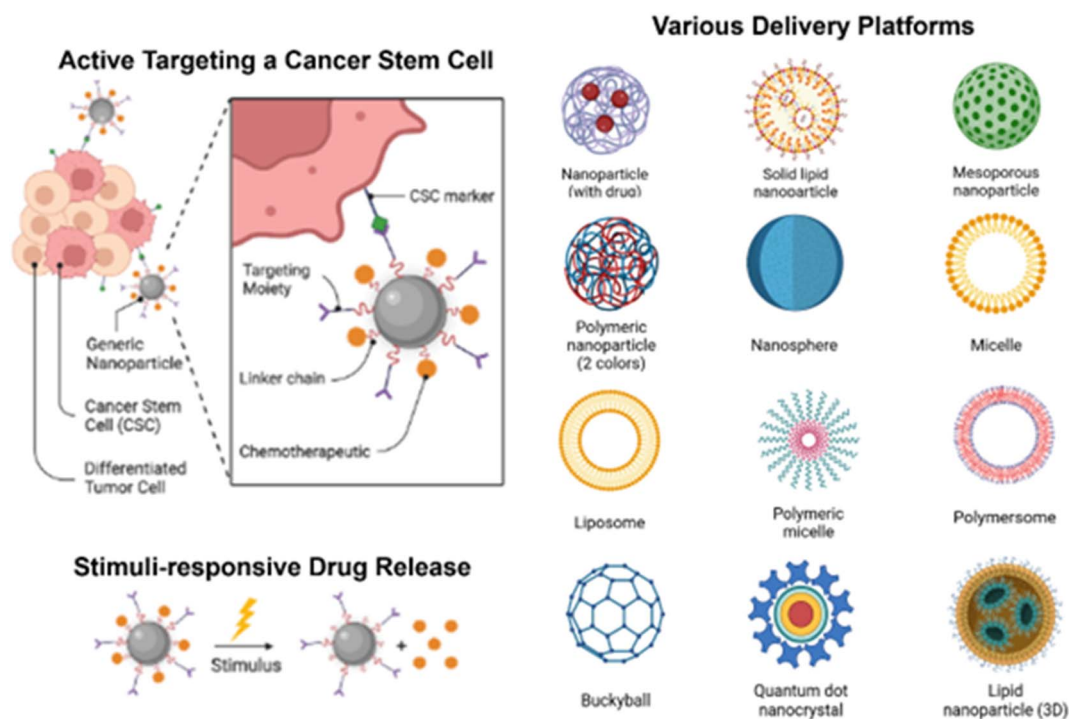 Active Targeting a Cancer Stem Cell
CSC marker
Targeting
Moiety
Linker chain
Chemotherapeutic
Generic
Nanoparticle
Cancer Stem
Cell (CSC)
Differentiated
Tumor Cell
Stimuli-responsive Drug Release
Stimulus
+
Various Delivery Platforms
Nanoparticle
(with drug)
Solid lipid
nanoparticle
Mesoporous
nanoparticle
Polymeric
nanoparticle
(2 colors)
Nanosphere
Micelle
Liposome
Polymeric
micelle
Polymersome
Buckyball
Quantum dot
nanocrystal
Lipid
nanoparticle (3D)